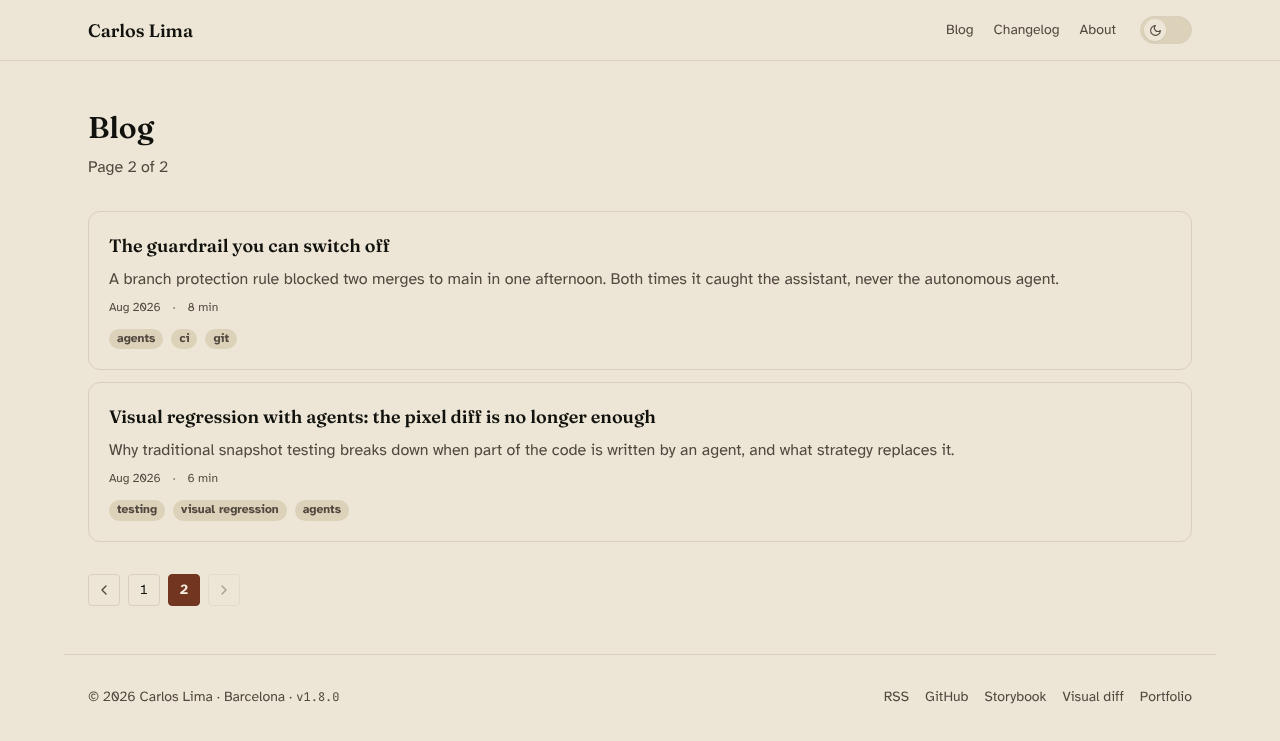 Carlos Lima
Blog Changelog About
Blog
Page 2 of 2
The guardrail you can switch off
A branch protection rule blocked two merges to main in one afternoon. Both times it caught the assistant, never the autonomous agent.
Aug 2026 · 8 min
agents ci git
Visual regression with agents: the pixel diff is no longer enough
Why traditional snapshot testing breaks down when part of the code is written by an agent, and what strategy replaces it.
Aug 2026 · 6 min
testing visual regression agents
1 2
© 2026 Carlos Lima · Barcelona · v1.8.0
RSS GitHub Storybook Visual diff Portfolio